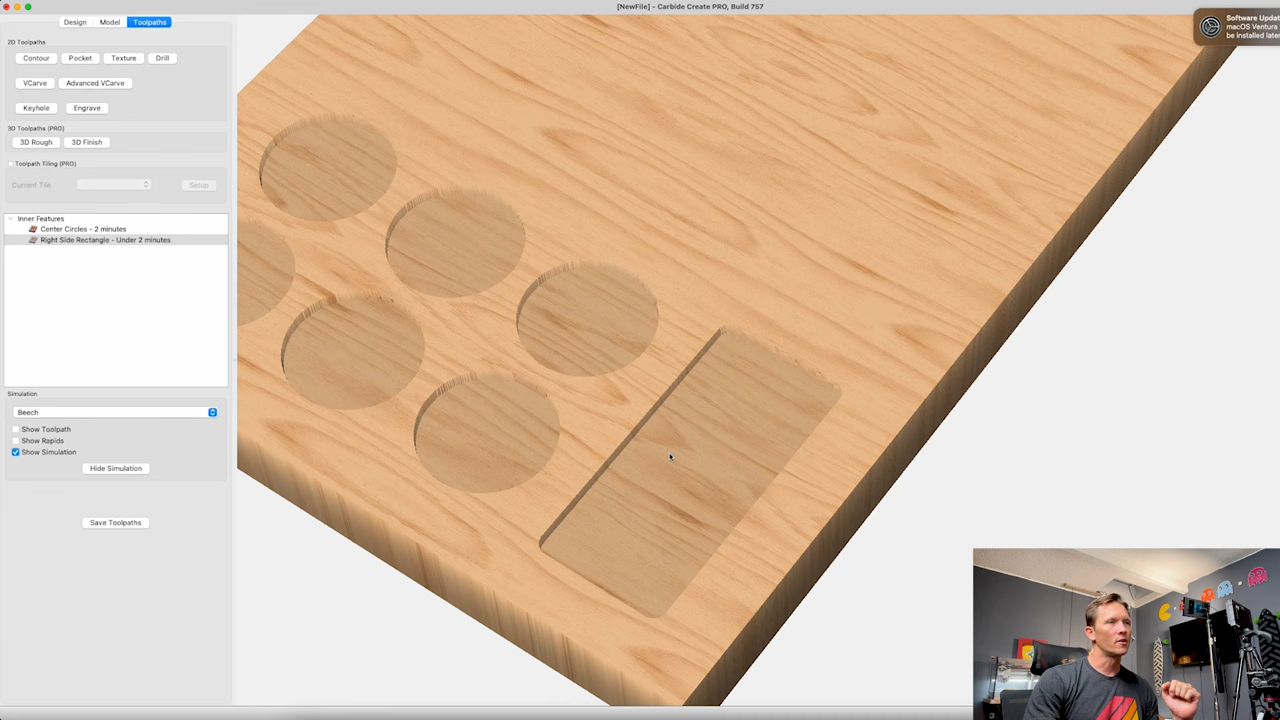 [NewFile] - Carbide Create PRO, Build 757
Design Model Toolpaths
2D Toolpaths
Contour Pocket Texture Drill
VCarve Advanced VCarve
Keyhole Engrave
3D Toolpaths (PRO)
3D Rough 3D Finish
Toolpath Tiling (PRO)
Current Tile Setup
Inner Features
Center Circles - 2 minutes
Right Side Rectangle - Under 2 minutes
Simulation
Beech
Show Toolpath
Show Rapids
Show Simulation
Hide Simulation
Save Toolpaths
Software Updat
macOS Ventura
be installed later